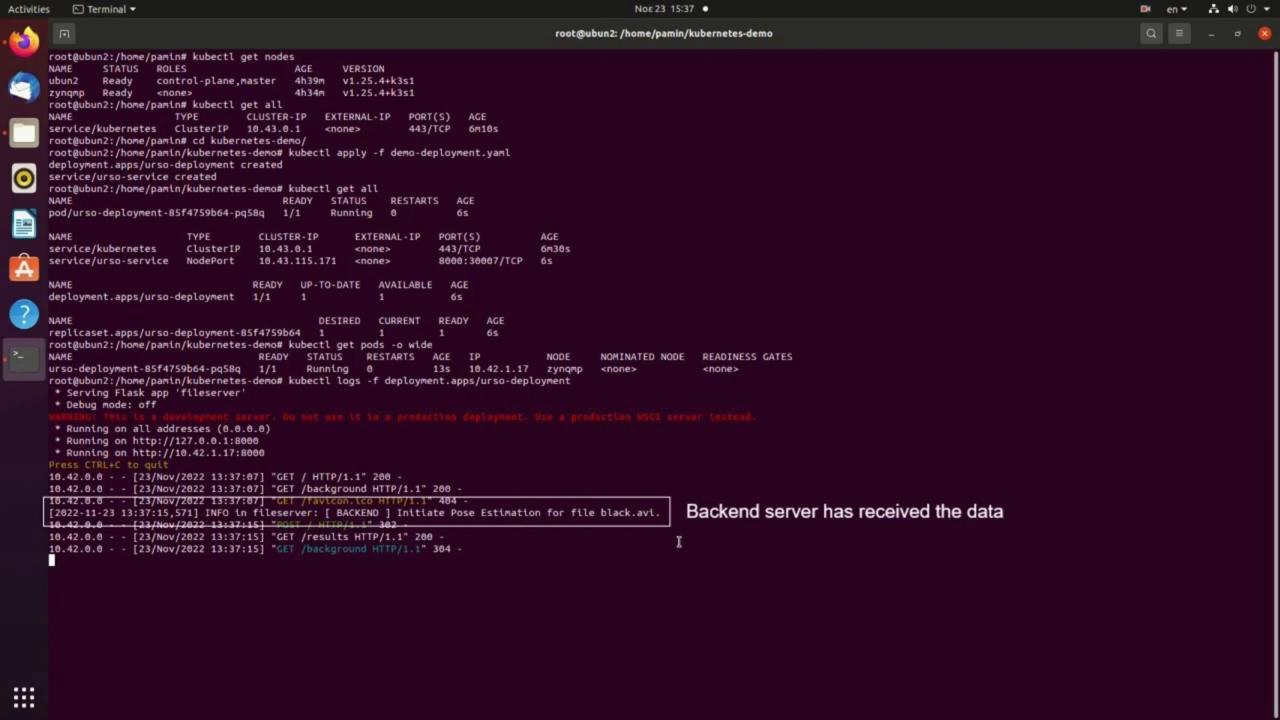 Activities Terminal Νοε 23 15:37 en
root@ubun2: /home/pamin/kubernetes-demo
root@ubun2:/home/pamin# kubectl get nodes
NAME STATUS ROLES AGE VERSION
ubun2 Ready control-plane,master 4h39m v1.25.4+k3s1
zynqmp Ready <none> 4h34m v1.25.4+k3s1
root@ubun2:/home/pamin# kubectl get all
NAME TYPE CLUSTER-IP EXTERNAL-IP PORT(S) AGE
service/kubernetes ClusterIP 10.43.0.1 <none> 443/TCP 6m10s
root@ubun2:/home/pamin# cd kubernetes-demo/
root@ubun2:/home/pamin/kubernetes-demo# kubectl apply -f demo-deployment.yaml
deployment.apps/urso-deployment created
service/urso-service created
root@ubun2:/home/pamin/kubernetes-demo# kubectl get all
NAME READY STATUS RESTARTS AGE
pod/urso-deployment-85f4759b64-pq58q 1/1 Running 0 6s
NAME TYPE CLUSTER-IP EXTERNAL-IP PORT(S) AGE
service/kubernetes ClusterIP 10.43.0.1 <none> 443/TCP 6m30s
service/urso-service NodePort 10.43.115.171 <none> 8000:30007/TCP 6s
NAME READY UP-TO-DATE AVAILABLE AGE
deployment.apps/urso-deployment 1/1 1 1 6s
NAME DESIRED CURRENT READY AGE
replicaset.apps/urso-deployment-85f4759b64 1 1 1 6s
root@ubun2:/home/pamin/kubernetes-demo# kubectl get pods -o wide
NAME READY STATUS RESTARTS AGE IP NODE NOMINATED NODE READINESS GATES
urso-deployment-85f4759b64-pq58q 1/1 Running 0 13s 10.42.1.17 zynqmp <none> <none>
root@ubun2:/home/pamin/kubernetes-demo# kubectl logs -f deployment.apps/urso-deployment
* Serving Flask app 'fileserver'
* Debug mode: off
WARNING: This is a development server. Do not use it in a production deployment. Use a production WSGI server instead.
* Running on all addresses (0.0.0.0)
* Running on http://127.0.0.1:8000
* Running on http://10.42.1.17:8000
Press CTRL+C to quit
10.42.0.0 - - [23/Nov/2022 13:37:07] "GET / HTTP/1.1" 200 -
10.42.0.0 - - [23/Nov/2022 13:37:07] "GET /background HTTP/1.1" 200 -
10.42.0.0 - - [23/Nov/2022 13:37:07] "GET /favicon.ico HTTP/1.1" 404 -
[2022-11-23 13:37:15,571] INFO in fileserver: [ BACKEND ] Initiate Pose Estimation for file black.avi.
Backend server has received the data
10.42.0.0 - - [23/Nov/2022 13:37:15] "POST / HTTP/1.1" 302 -
10.42.0.0 - - [23/Nov/2022 13:37:15] "GET /results HTTP/1.1" 200 -
10.42.0.0 - - [23/Nov/2022 13:37:15] "GET /background HTTP/1.1" 304 -